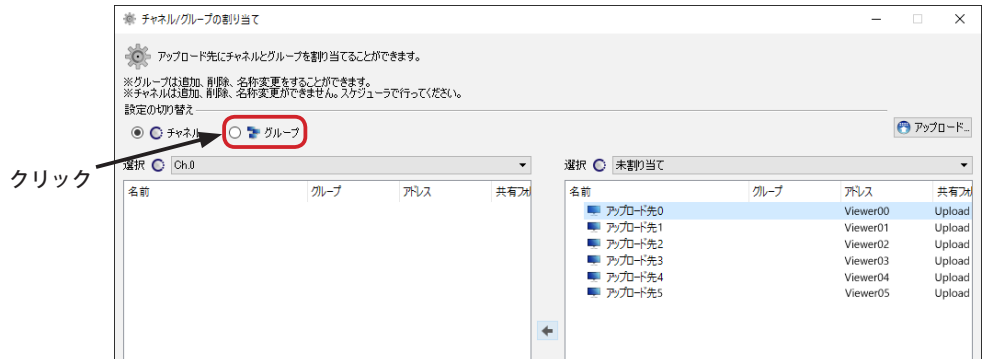 チャネル/グループの割り当て
アップロード先にチャネルとグループを割り当てることができます。
※グループは追加、削除、名称変更をすることができます。
※チャネルは追加、削除、名称変更ができません。スケジューラで行ってください。
設定の切り替え
チャネル グループ
アップロード...
クリック
選択 Ch.0
選択 未割り当て
名前 グループ アドレス 共有フォ
名前 グループ アドレス 共有フォ
アップロード先0 Viewer00 Upload
アップロード先1 Viewer01 Upload
アップロード先2 Viewer02 Upload
アップロード先3 Viewer03 Upload
アップロード先4 Viewer04 Upload
アップロード先5 Viewer05 Upload